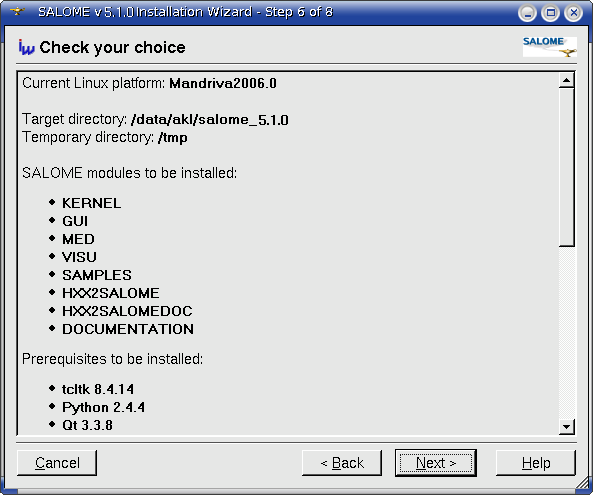 SALOME v 5.1.0 Installation Wizard - Step 6 of 8
Check your choice
SALOME
Current Linux platform: Mandriva2006.0
Target directory: /data/akl/salome_5.1.0
Temporary directory: /tmp
SALOME modules to be installed:
KERNEL
GUI
MED
VISU
SAMPLES
HXX2SALOME
HXX2SALOMEDOC
DOCUMENTATION
Prerequisites to be installed:
tcltk 8.4.14
Python 2.4.4
Qt 3.3.8
Cancel
< Back
Next >
Help